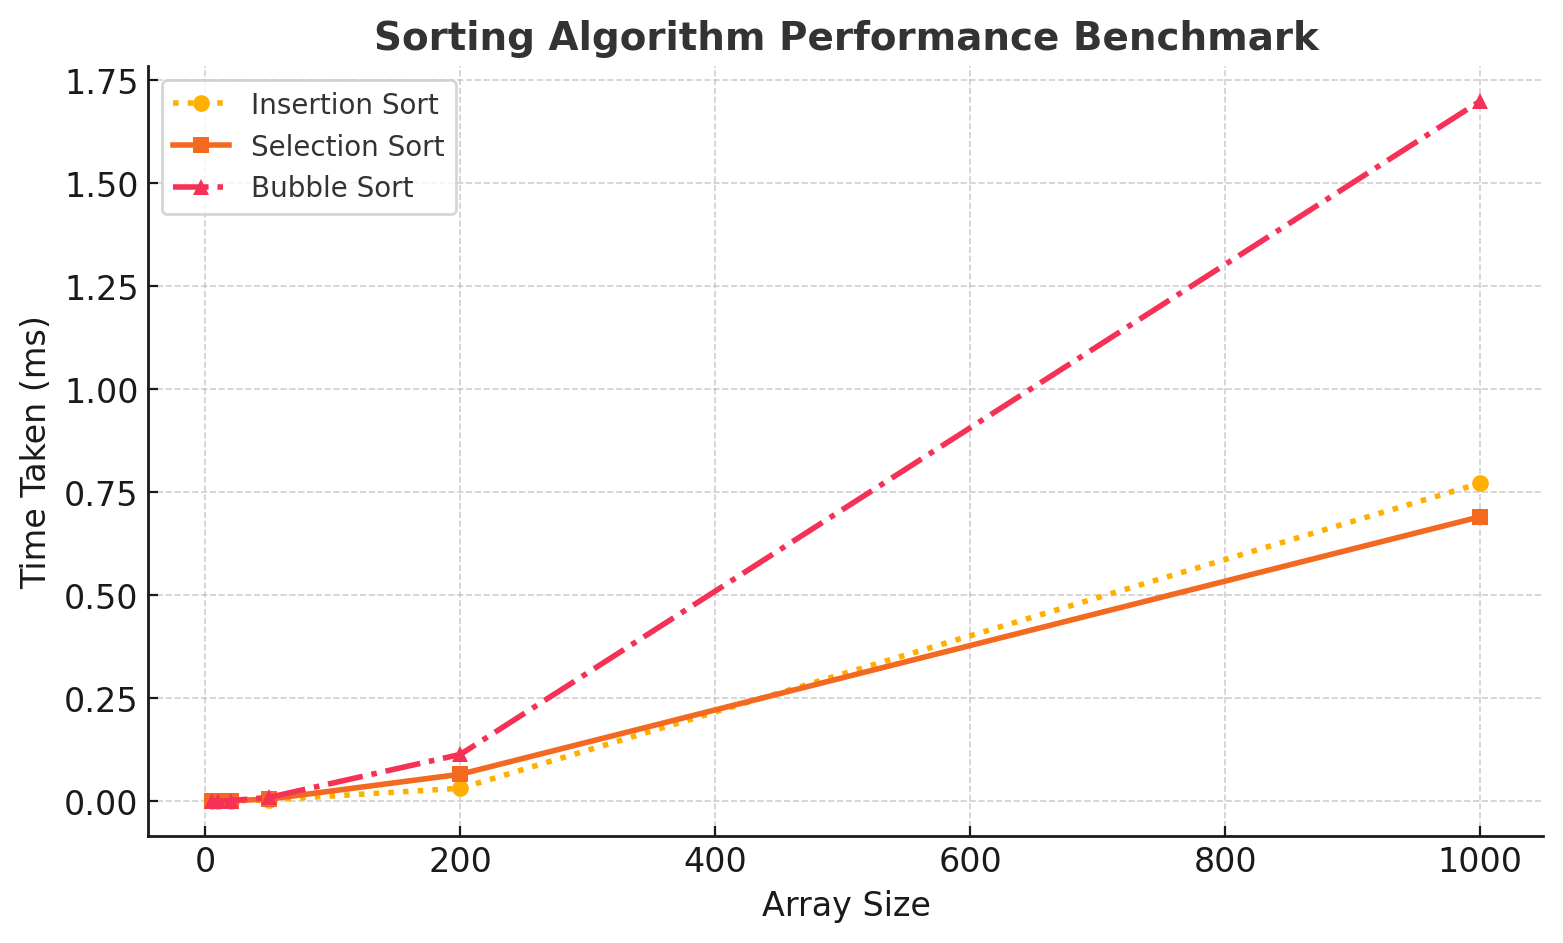 Sorting Algorithm Performance Benchmark
1.75
1.50
1.25
1.00
0.75
0.50
0.25
0.00
Time Taken (ms)
Insertion Sort
Selection Sort
Bubble Sort
0 200 400 600 800 1000
Array Size